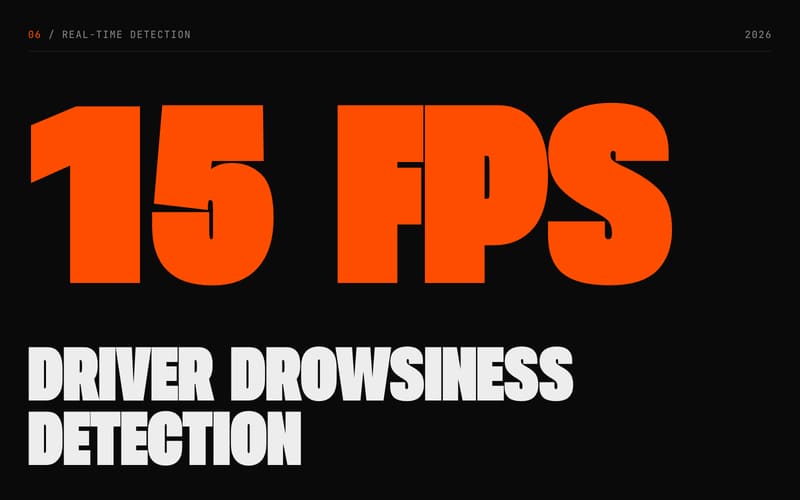 06 / REAL-TIME DETECTION
2026
15 FPS
DRIVER DROWSINESS
DETECTION